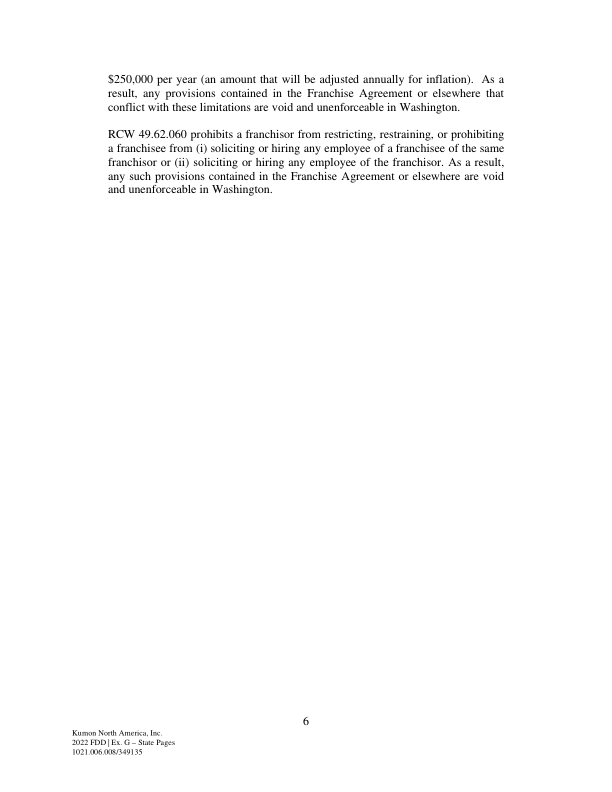 $250,000 per year (an amount that will be adjusted annually for inflation).  As a
result, any provisions contained in the Franchise Agreement or elsewhere that
conflict with these limitations are void and unenforceable in Washington.
RCW 49.62.060 prohibits a franchisor from restricting, restraining, or prohibiting
a franchisee from (i) soliciting or hiring any employee of a franchisee of the same
franchisor or (ii) soliciting or hiring any employee of the franchisor. As a result,
any such provisions contained in the Franchise Agreement or elsewhere are void
and unenforceable in Washington.
6
Kumon North America, Inc.
2022 FDD | Ex. G – State Pages
1021.006.008/349135